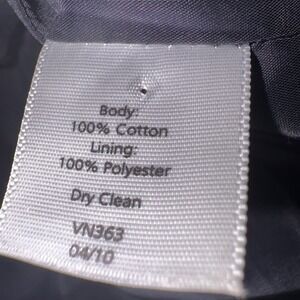 Body:
100% Cotton
Lining:
100% Polyester
Dry Clean
VN363
04/10